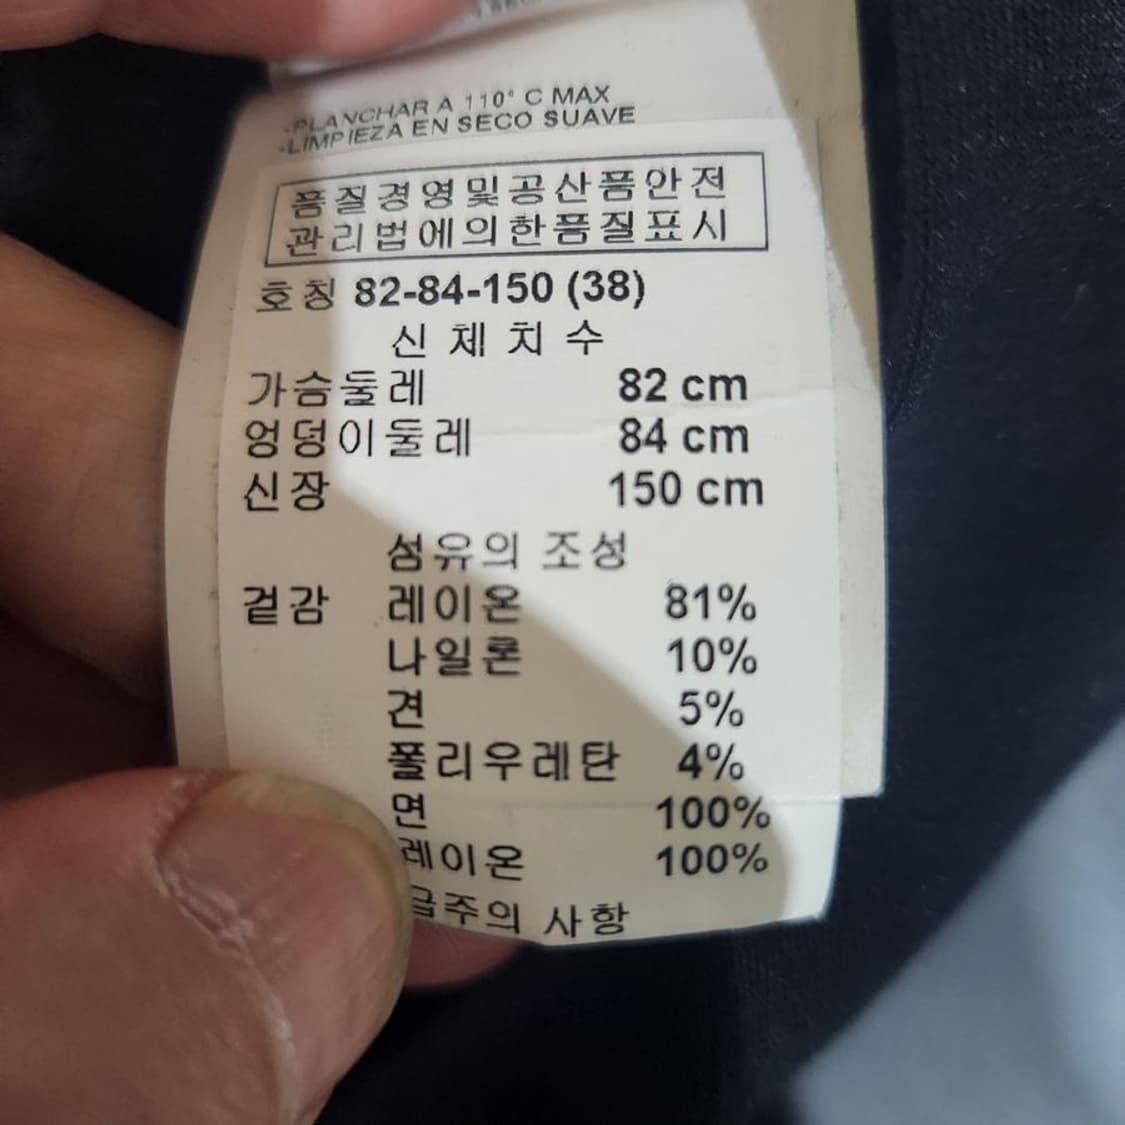 -PLANCHAR A 110° C MAX
-LIMPIEZA EN SECO SUAVE
품질경영및공산품안전
관리법에의한품질표시
호칭 82-84-150 (38)
신체치수
가슴둘레 82 cm
엉덩이둘레 84 cm
신장 150 cm
섬유의 조성
겉감 레이온 81%
나일론 10%
견 5%
폴리우레탄 4%
면 100%
레이온 100%
급주의 사항